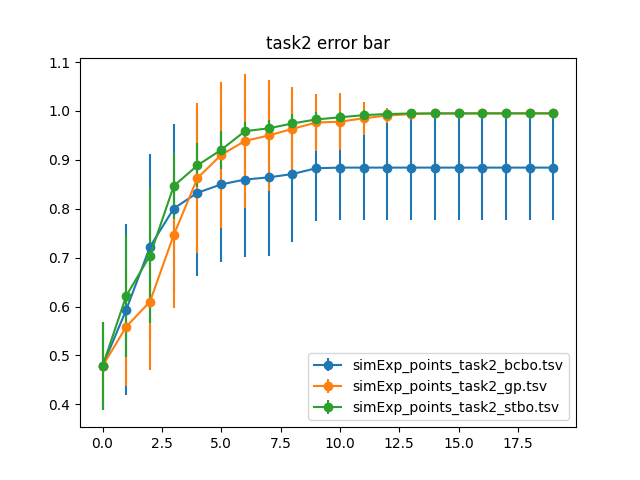 task2 error bar
1.1
1.0
0.9
0.8
0.7
0.6
0.5
0.4
simExp_points_task2_bcbo.tsv
simExp_points_task2_gp.tsv
simExp_points_task2_stbo.tsv
0.0 2.5 5.0 7.5 10.0 12.5 15.0 17.5